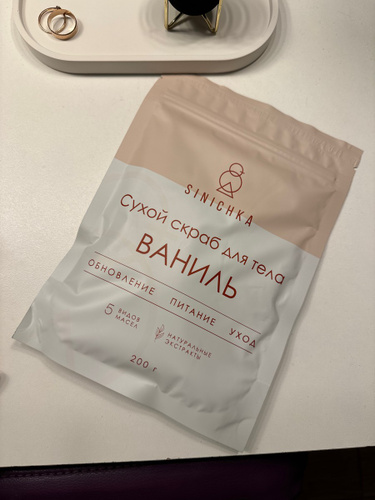 SINICHKA
Сухой скраб для тела
ВАНИЛЬ
ОБНОВЛЕНИЕ ПИТАНИЕ УХОД
5 ВИДОВ
МАСЕЛ
НАТУРАЛЬНЫЕ
ЭКСТРАКТЫ
200 г.